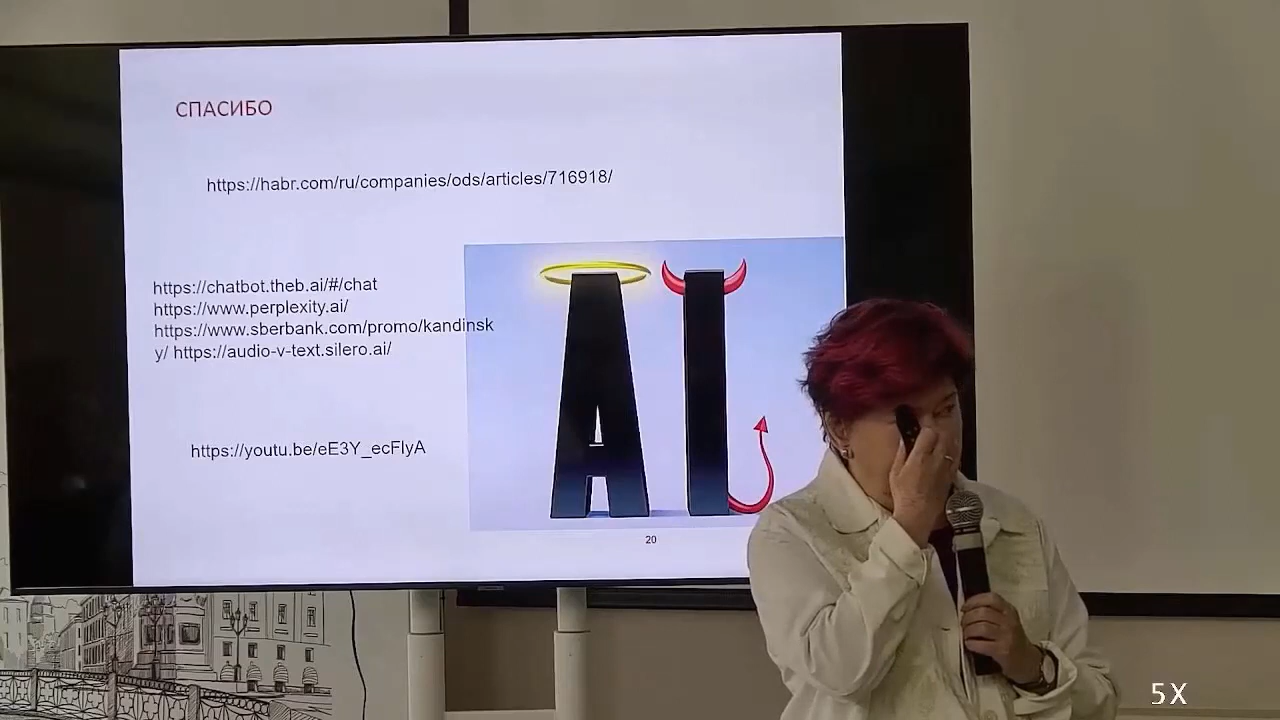 СПАСИБО
https://habr.com/ru/companies/ods/articles/716918/
https://chatbot.theb.ai/#/chat
https://www.perplexity.ai/
https://www.sberbank.com/promo/kandinsk
y/ https://audio-v-text.silero.ai/
https://youtu.be/eE3Y_ecFlyA
AI
20
5X